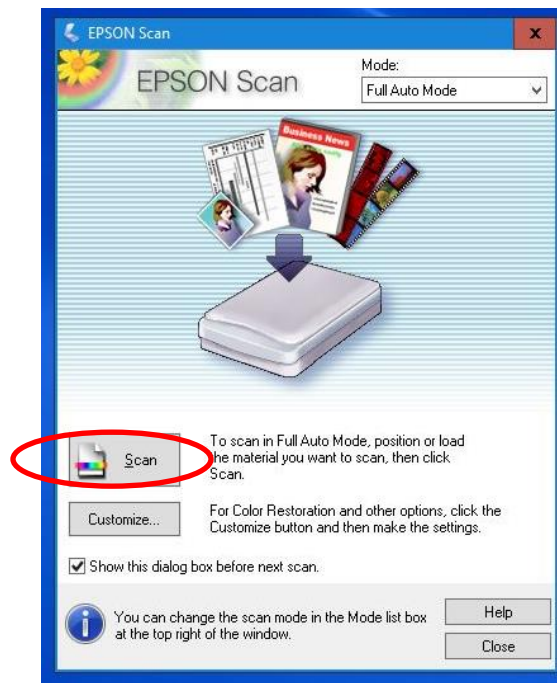 EPSON Scan
x
EPSON Scan
Mode:
Full Auto Mode
Business News
Scan
To scan in Full Auto Mode, position or load
the material you want to scan, then click
Scan.
Customize...
For Color Restoration and other options, click the
Customize button and then make the settings.
Show this dialog box before next scan.
You can change the scan mode in the Mode list box
at the top right of the window.
Help
Close